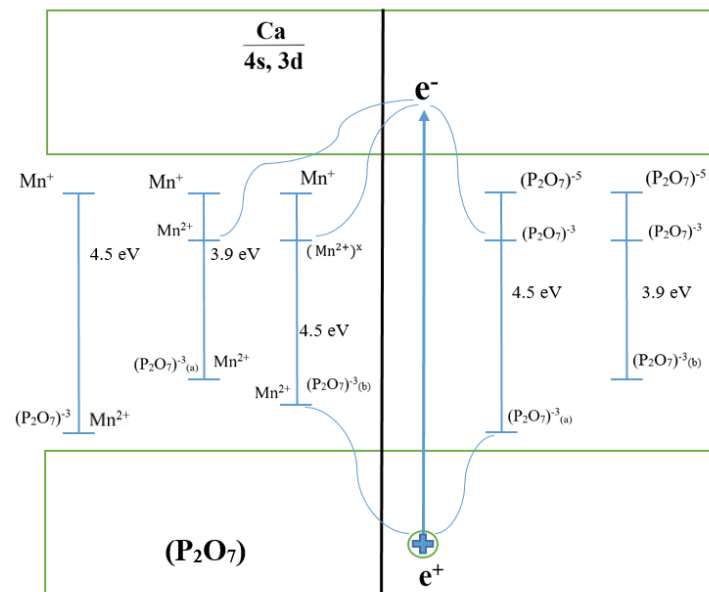 Ca
4s, 3d
e⁻
Mn⁺
Mn⁺
Mn⁺
(P₂O₇)⁻⁵
(P₂O₇)⁻⁵
Mn²⁺
(Mn²⁺)ˣ
(P₂O₇)⁻³
(P₂O₇)⁻³
4.5 eV
3.9 eV
4.5 eV
4.5 eV
3.9 eV
(P₂O₇)⁻³(a) Mn²⁺
(P₂O₇)⁻³(b)
Mn²⁺ (P₂O₇)⁻³(b)
(P₂O₇)⁻³ Mn²⁺
(P₂O₇)⁻³(a)
(P₂O₇)
e⁺